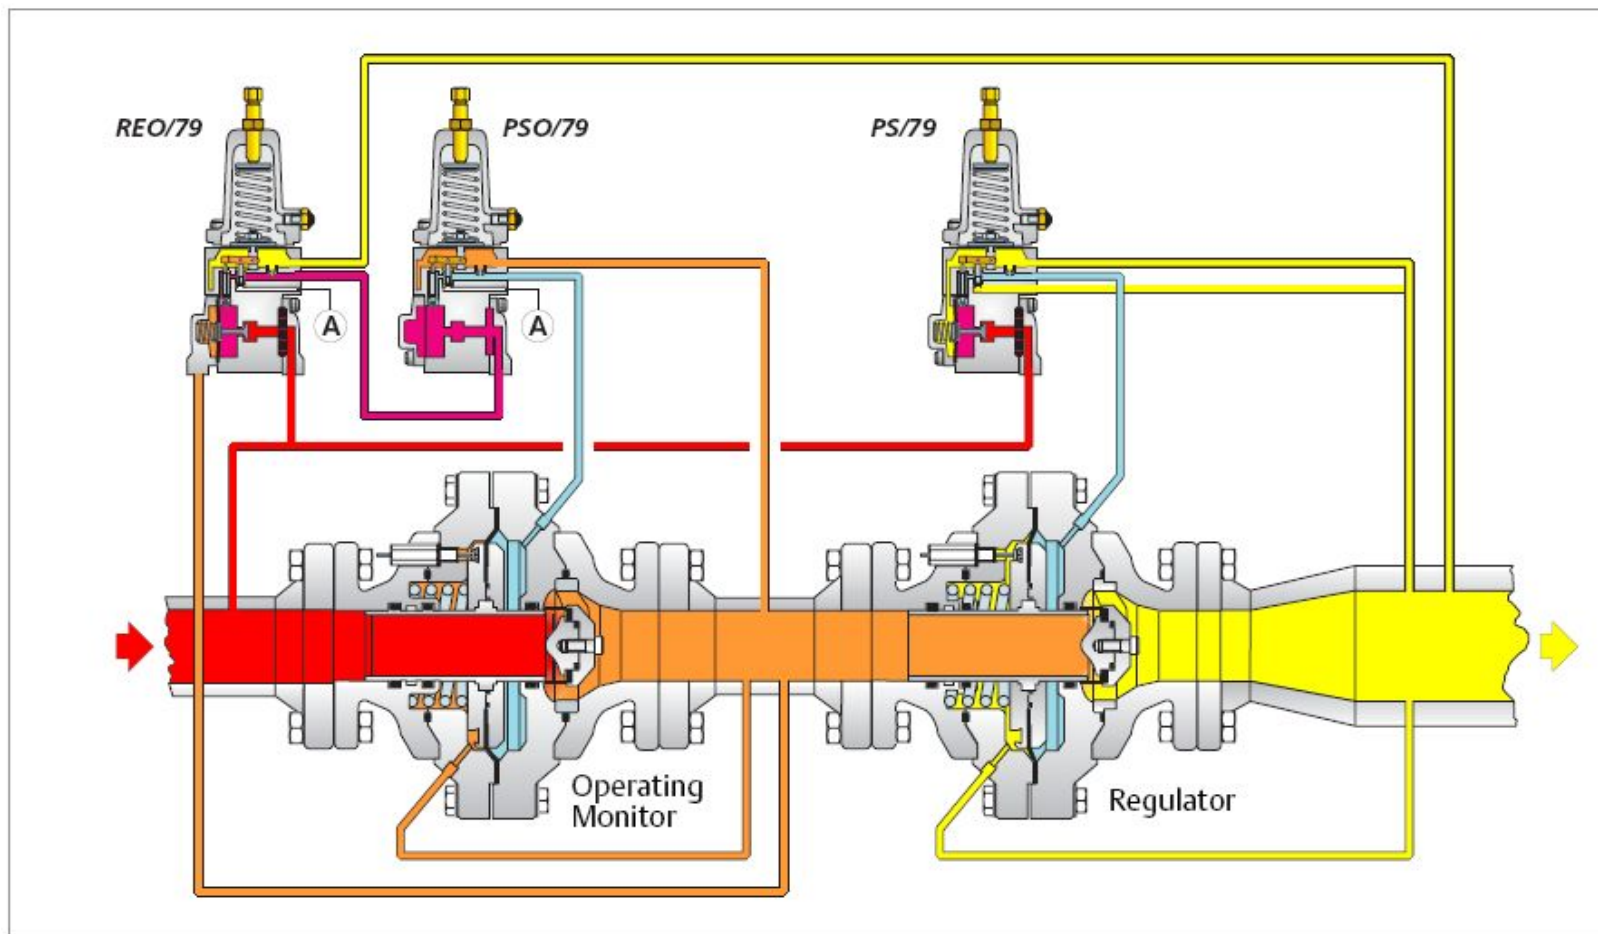 REO/79
PSO/79
PS/79
A
A
Operating
Monitor
Regulator